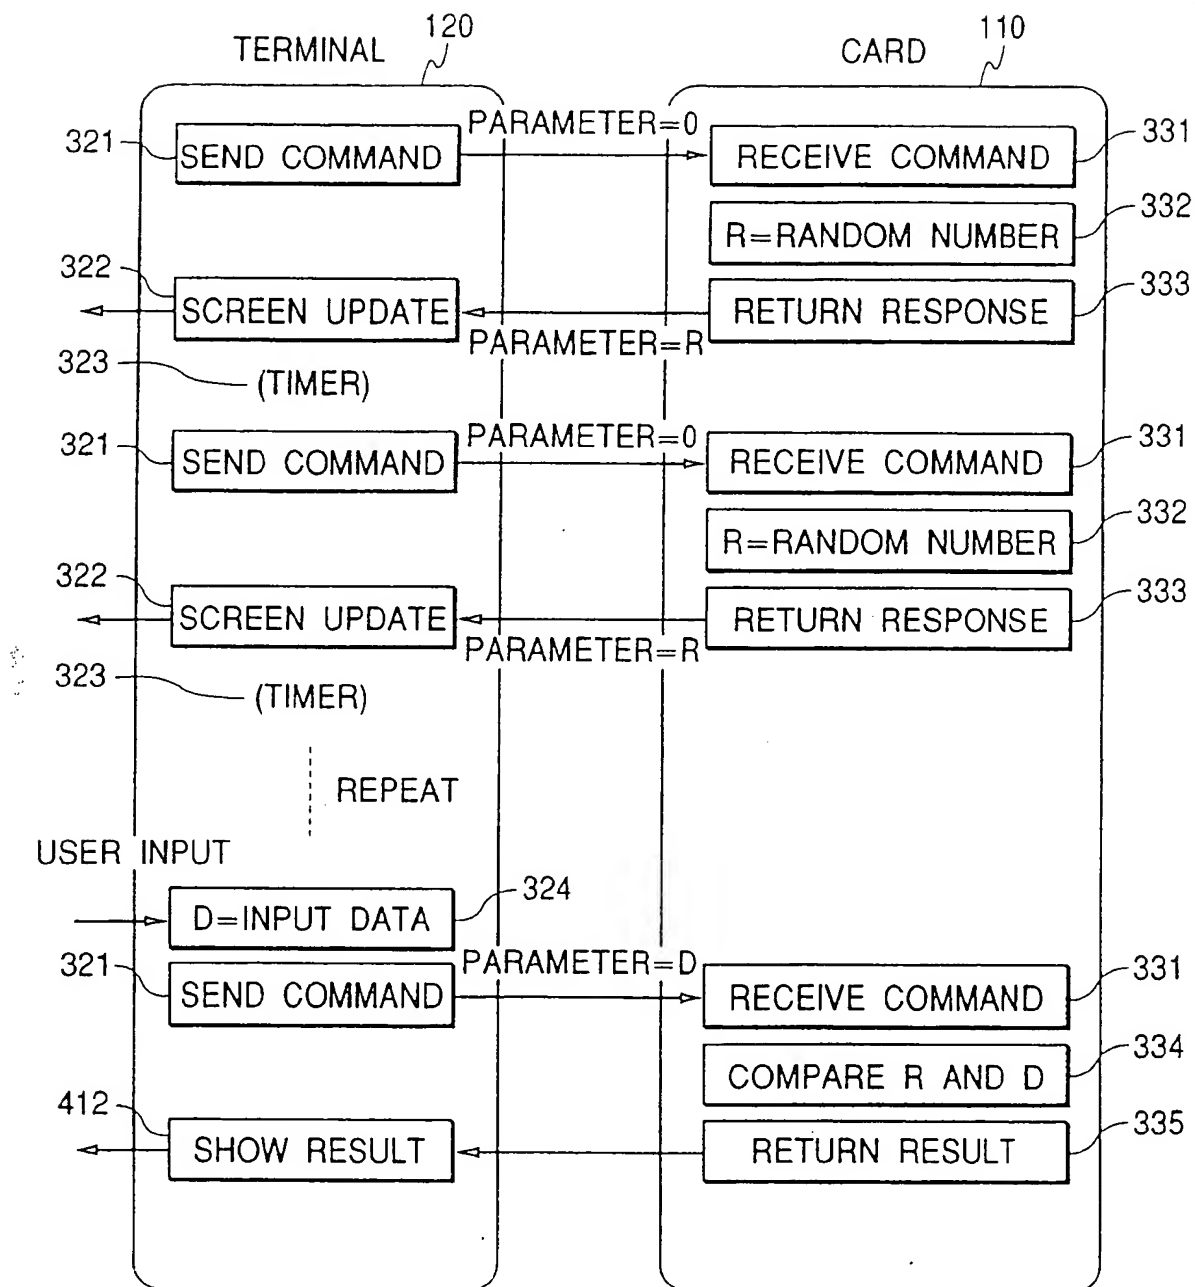 120
TERMINAL
110
CARD
PARAMETER=0
321
SEND COMMAND
RECEIVE COMMAND
331
R=RANDOM NUMBER
332
322
SCREEN UPDATE
RETURN RESPONSE
333
PARAMETER=R
323
(TIMER)
PARAMETER=0
321
SEND COMMAND
RECEIVE COMMAND
331
R=RANDOM NUMBER
332
322
SCREEN UPDATE
RETURN RESPONSE
333
PARAMETER=R
323
(TIMER)
REPEAT
USER INPUT
D=INPUT DATA
324
PARAMETER=D
321
SEND COMMAND
RECEIVE COMMAND
331
COMPARE R AND D
334
412
SHOW RESULT
RETURN RESULT
335